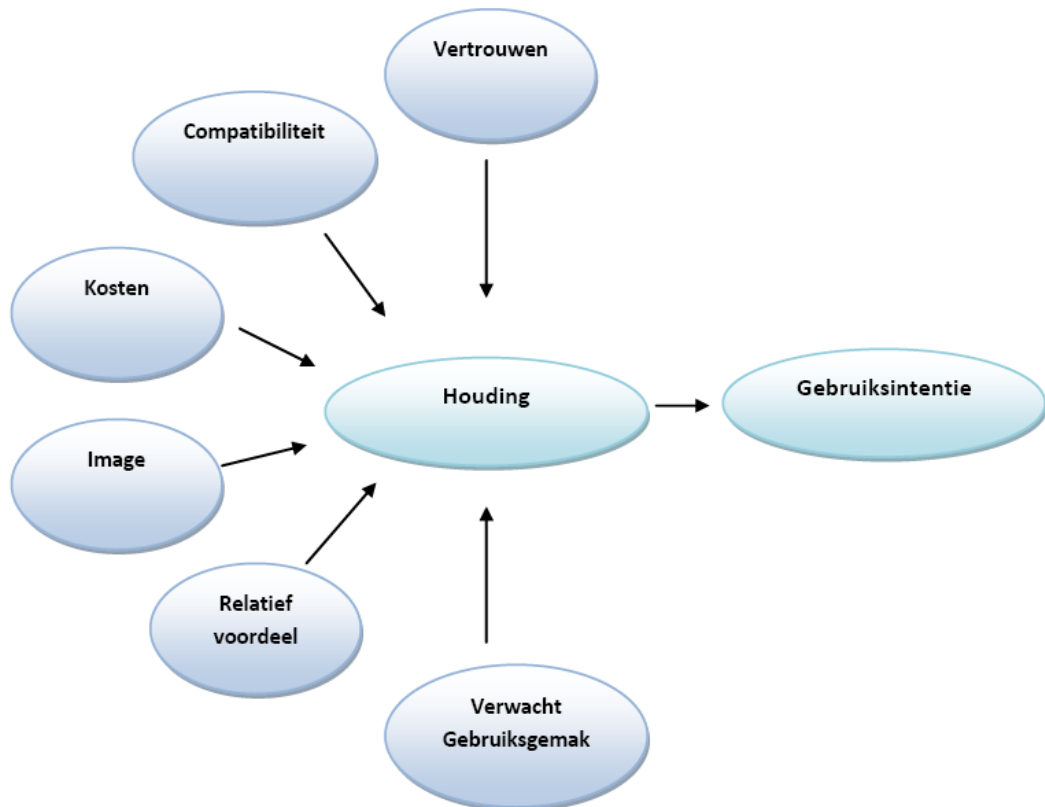 Vertrouwen
Compatibiliteit
Kosten
Houding
Gebruiksintentie
Image
Relatief
voordeel
Verwacht
Gebruiksgemak